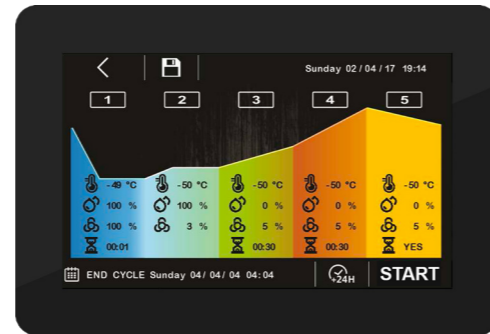 Sunday 02 / 04 / 17 19:14
1 2 3 4 5
-49 °C -50 °C -50 °C -50 °C -50 °C
100 % 100 % 0 % 0 % 0 %
100 % 3 % 5 % 5 % 5 %
00:01 00:30 00:30 YES
END CYCLE Sunday 04/ 04/ 04 04:04 +24H START